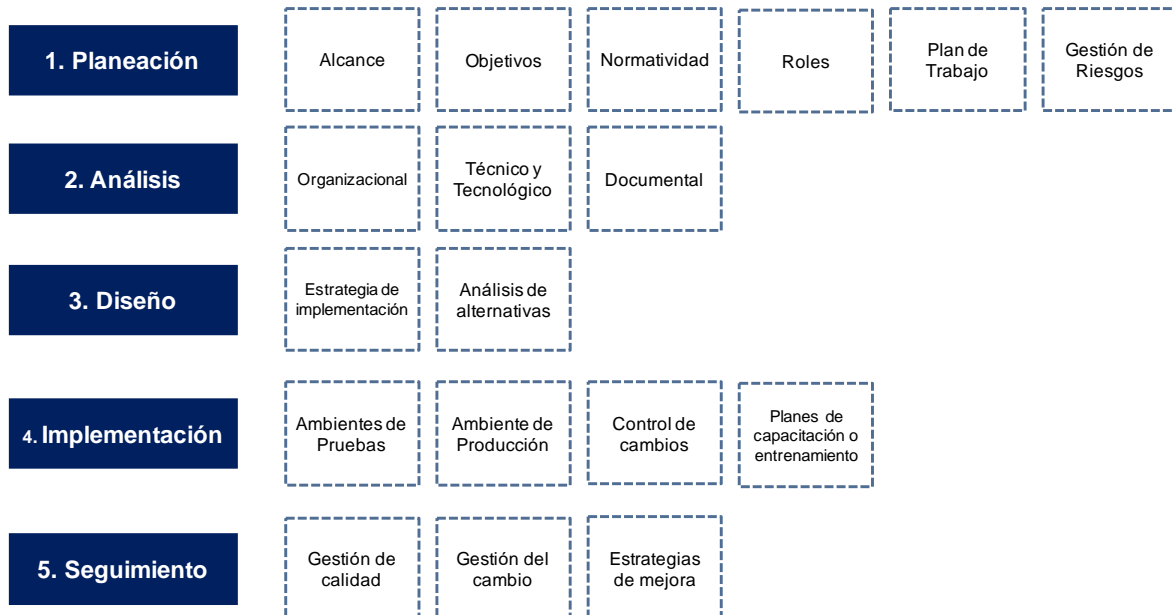 1. Planeación
Alcance
Objetivos
Normatividad
Roles
Plan de
Trabajo
Gestión de
Riesgos
2. Análisis
Organizacional
Técnico y
Tecnológico
Documental
3. Diseño
Estrategia de
implementación
Análisis de
alternativas
4. Implementación
Ambientes de
Pruebas
Ambiente de
Producción
Control de
cambios
Planes de
capacitación o
entrenamiento
5. Seguimiento
Gestión de
calidad
Gestión del
cambio
Estrategias
de mejora